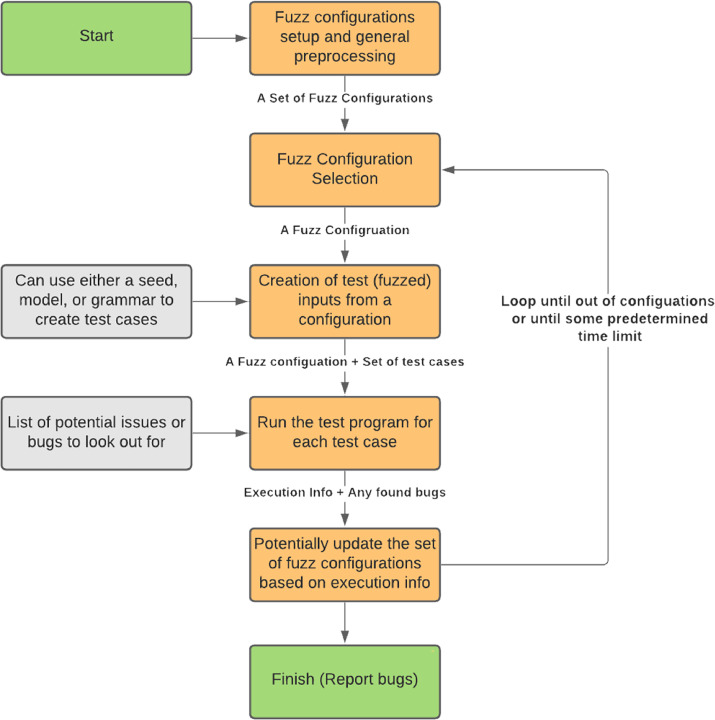 Start
Fuzz configurations
setup and general
preprocessing
A Set of Fuzz Configurations
Fuzz Configuration
Selection
A Fuzz Configruation
Can use either a seed,
model, or grammar to
create test cases
Creation of test (fuzzed)
inputs from a
configuration
Loop until out of configuations
or until some predetermined
time limit
A Fuzz configuation + Set of test cases
List of potential issues or
bugs to look out for
Run the test program for
each test case
Execution Info + Any found bugs
Potentially update the set
of fuzz configurations
based on execution info
Finish (Report bugs)